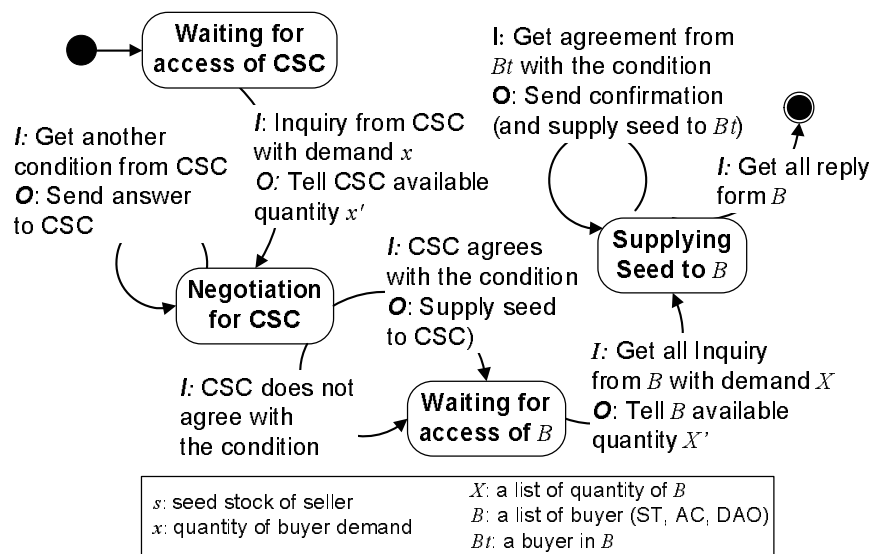 Waiting for
access of CSC
I: Inquiry from CSC
with demand x
O: Tell CSC available
quantity x'
I: Get another
condition from CSC
O: Send answer
to CSC
Negotiation
for CSC
I: CSC agrees
with the condition
O: Supply seed
to CSC)
I: CSC does not
agree with
the condition
Waiting for
access of B
I: Get all Inquiry
from B with demand X
O: Tell B available
quantity X'
Supplying
Seed to B
I: Get agreement from
Bt with the condition
O: Send confirmation
(and supply seed to Bt)
I: Get all reply
form B
s: seed stock of seller
x: quantity of buyer demand
X: a list of quantity of B
B: a list of buyer (ST, AC, DAO)
Bt: a buyer in B